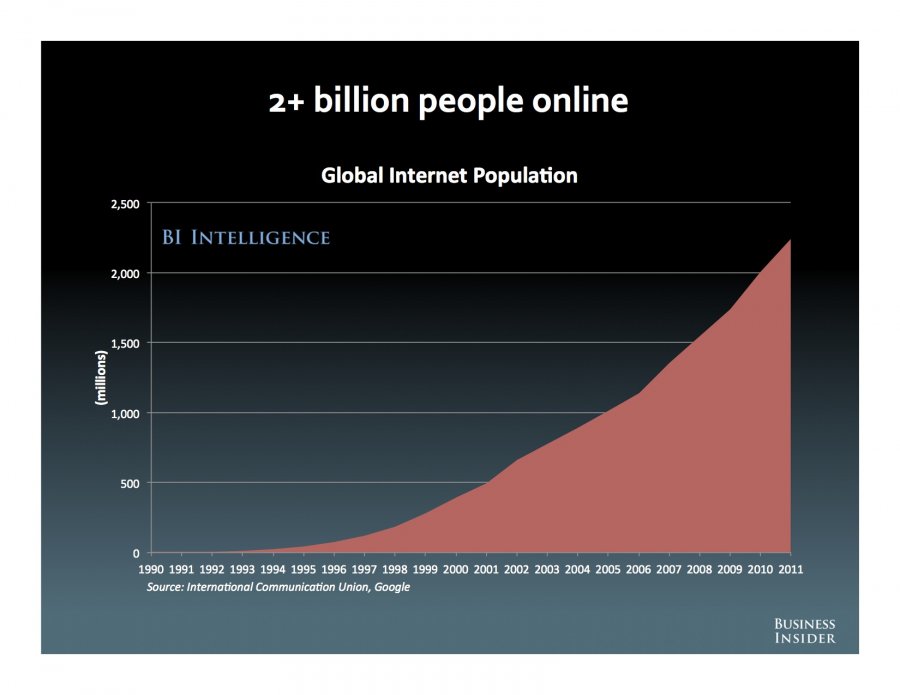 2+ billion people online
Global Internet Population
2,500
BI INTELLIGENCE
2,000
1,500
(millions)
1,000
500
0
1990 1991 1992 1993 1994 1995 1996 1997 1998 1999 2000 2001 2002 2003 2004 2005 2006 2007 2008 2009 2010 2011
Source: International Communication Union, Google
BUSINESS
INSIDER